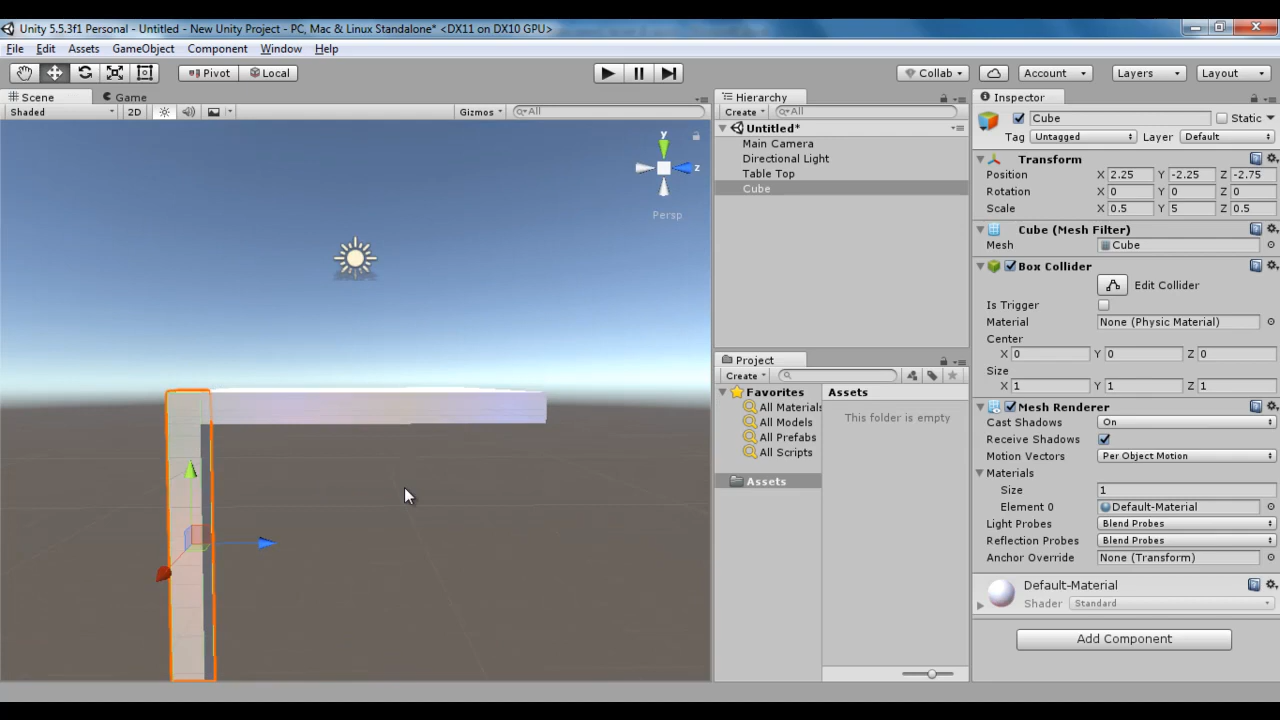 Unity 5.5.3f1 Personal - Untitled - New Unity Project - PC, Mac & Linux Standalone* <DX11 on DX10 GPU>
File Edit Assets GameObject Component Window Help
Pivot Local Collab Account Layers Layout
Scene Game
Shaded 2D Gizmos All
y
z
Persp
Hierarchy
Create All
Untitled*
Main Camera
Directional Light
Table Top
Cube
Project
Create
Favorites
All Materials
All Models
All Prefabs
All Scripts
Assets
Assets
This folder is empty
Inspector
Cube Static
Tag Untagged Layer Default
Transform
Position X 2.25 Y -2.25 Z -2.75
Rotation X 0 Y 0 Z 0
Scale X 0.5 Y 5 Z 0.5
Cube (Mesh Filter)
Mesh Cube
Box Collider
Edit Collider
Is Trigger
Material None (Physic Material)
Center
X 0 Y 0 Z 0
Size
X 1 Y 1 Z 1
Mesh Renderer
Cast Shadows On
Receive Shadows
Motion Vectors Per Object Motion
Materials
Size 1
Element 0 Default-Material
Light Probes Blend Probes
Reflection Probes Blend Probes
Anchor Override None (Transform)
Default-Material
Shader Standard
Add Component